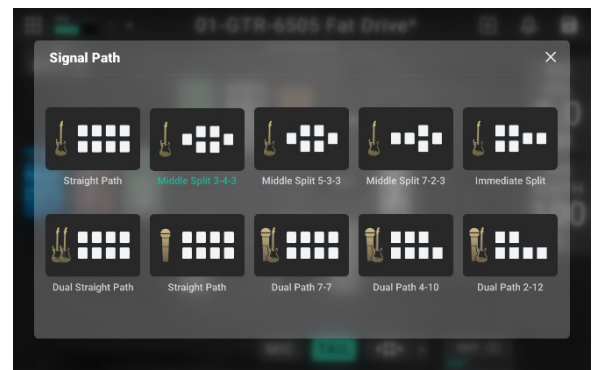 01-GTR-6505 Fat Drive*
Signal Path
Straight Path
Middle Split 3-4-3
Middle Split 5-3-3
Middle Split 7-2-3
Immediate Split
Dual Straight Path
Straight Path
Dual Path 7-7
Dual Path 4-10
Dual Path 2-12
MIC
TAIL